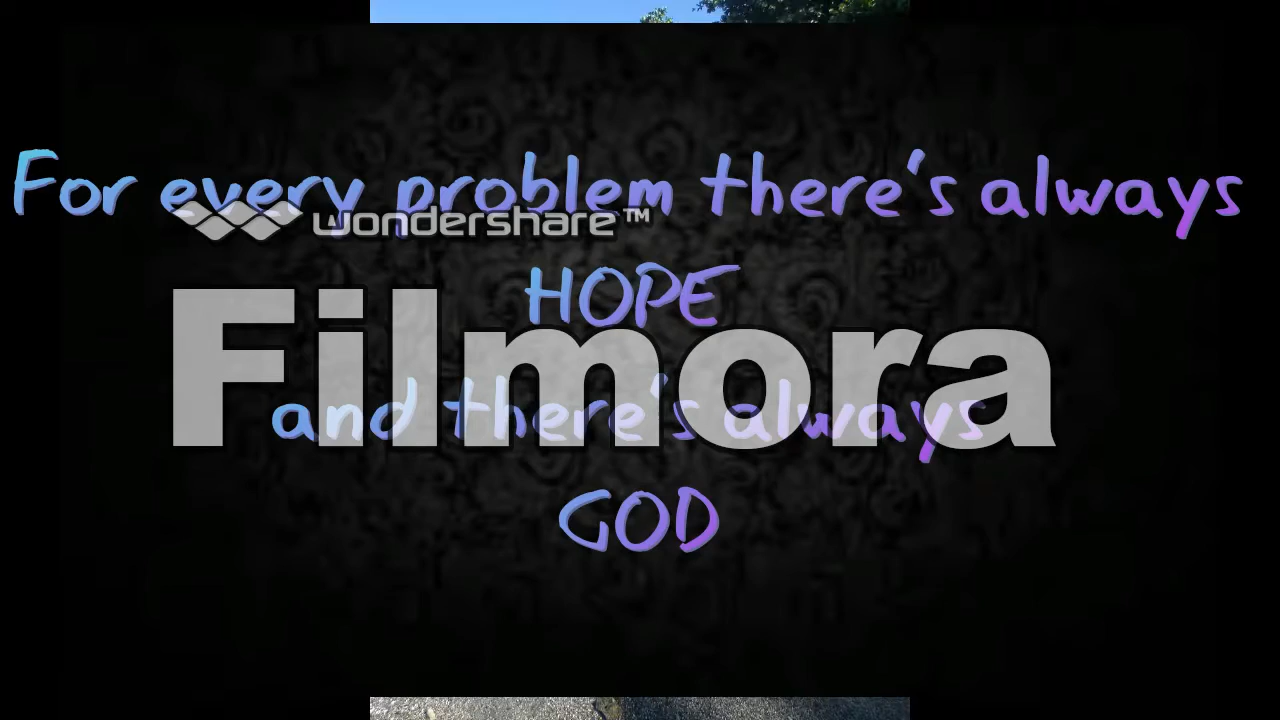 For every problem there's always
wondershare™
HOPE
Filmora
and there's always
GOD